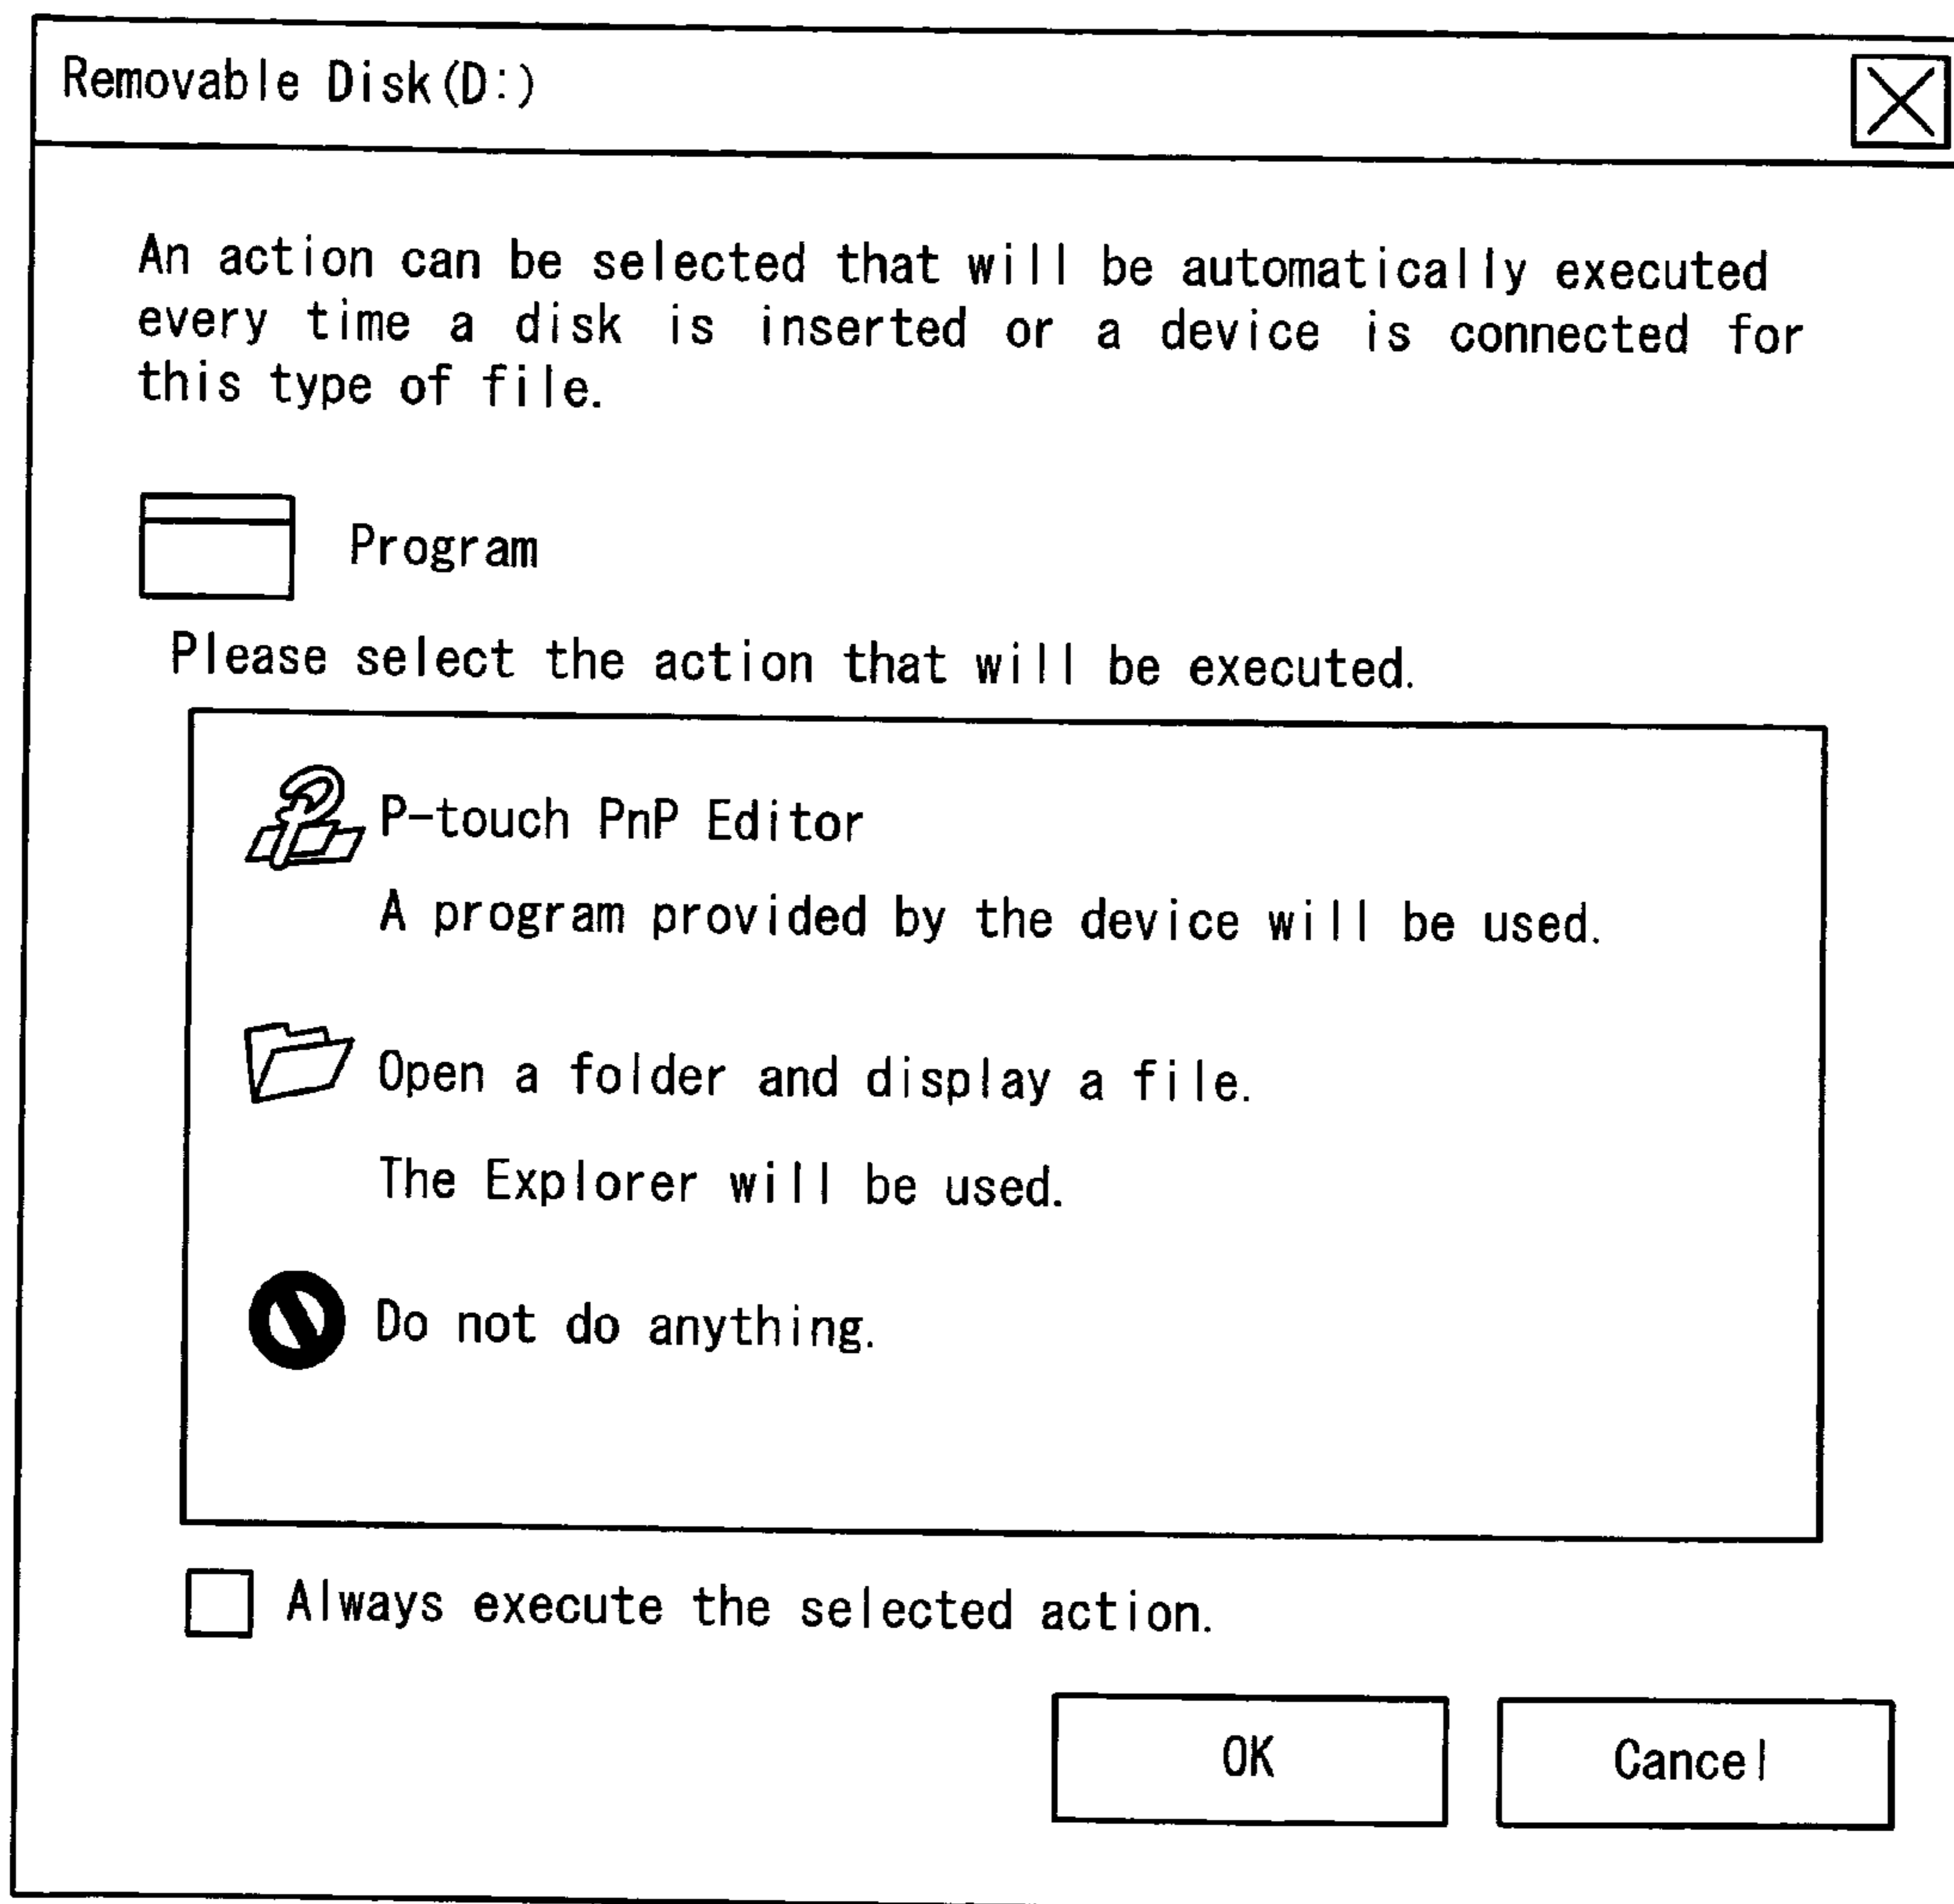 Removable Disk(D:)
An action can be selected that will be automatically executed
every time a disk is inserted or a device is connected for
this type of file.
Program
Please select the action that will be executed.
P-touch PnP Editor
A program provided by the device will be used.
Open a folder and display a file.
The Explorer will be used.
Do not do anything.
Always execute the selected action.
OK
Cancel